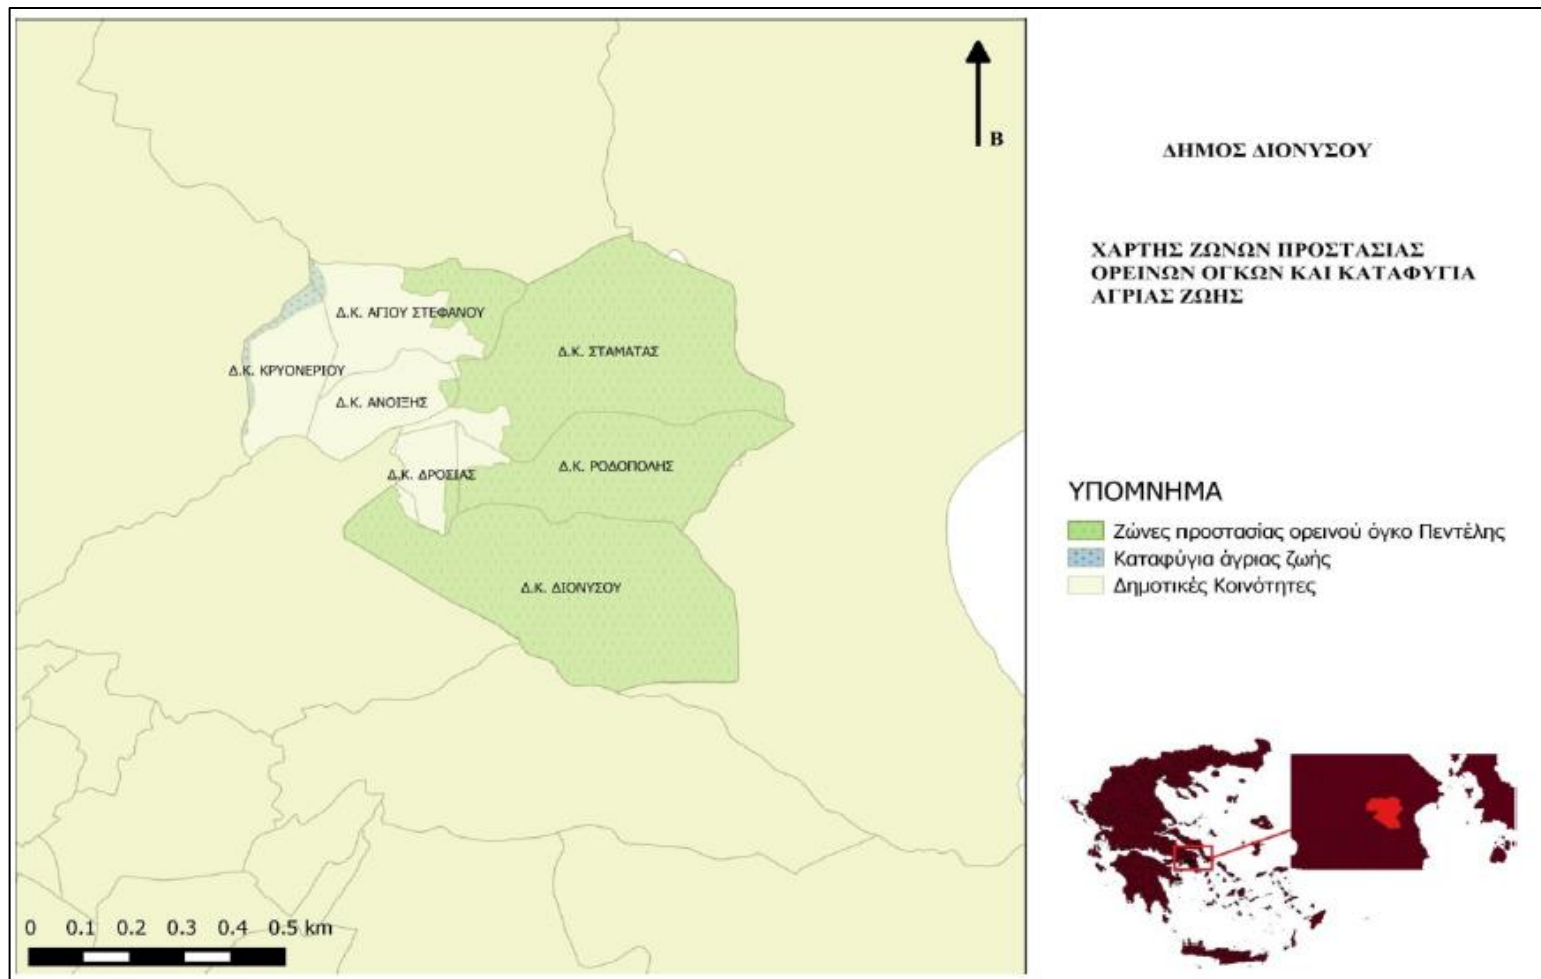 Β
ΔΗΜΟΣ ΔΙΟΝΥΣΟΥ
ΧΑΡΤΗΣ ΖΩΝΩΝ ΠΡΟΣΤΑΣΙΑΣ
ΟΡΕΙΝΩΝ ΟΓΚΩΝ ΚΑΙ ΚΑΤΑΦΥΓΙΑ
ΑΓΡΙΑΣ ΖΩΗΣ
Δ.Κ. ΑΓΙΟΥ ΣΤΕΦΑΝΟΥ
Δ.Κ. ΣΤΑΜΑΤΑΣ
Δ.Κ. ΚΡΥΟΝΕΡΙΟΥ
Δ.Κ. ΑΝΟΙΞΗΣ
Δ.Κ. ΔΡΟΣΙΑΣ
Δ.Κ. ΡΟΔΟΠΟΛΗΣ
Δ.Κ. ΔΙΟΝΥΣΟΥ
ΥΠΟΜΝΗΜΑ
Ζώνες προστασίας ορεινού όγκο Πεντέλης
Καταφύγια άγριας ζωής
Δημοτικές Κοινότητες
0 0.1 0.2 0.3 0.4 0.5 km